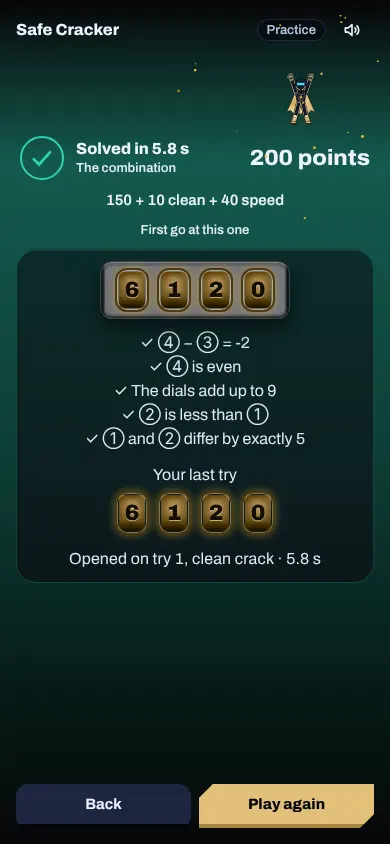 Safe Cracker
Practice
Solved in 5.8 s
The combination
200 points
150 + 10 clean + 40 speed
First go at this one
6 1 2 0
④ – ③ = -2
④ is even
The dials add up to 9
② is less than ①
① and ② differ by exactly 5
Your last try
6 1 2 0
Opened on try 1, clean crack · 5.8 s
Back
Play again